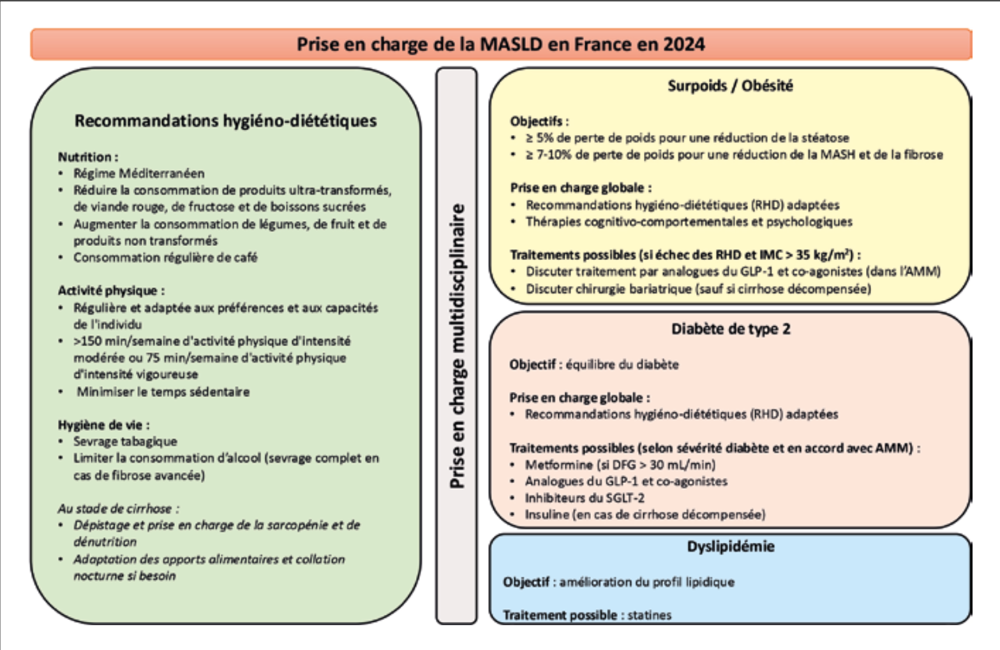 Prise en charge de la MASLD en France en 2024
Recommandations hygiéno-diététiques
Nutrition :
• Régime Méditerranéen
• Réduire la consommation de produits ultra-transformés,
de viande rouge, de fructose et de boissons sucrées
• Augmenter la consommation de légumes, de fruit et de
produits non transformés
• Consommation régulière de café
Activité physique :
• Régulière et adaptée aux préférences et aux capacités
de l'individu
• >150 min/semaine d'activité physique d'intensité
modérée ou 75 min/semaine d'activité physique
d'intensité vigoureuse
• Minimiser le temps sédentaire
Hygiène de vie :
• Sevrage tabagique
• Limiter la consommation d’alcool (sevrage complet en
cas de fibrose avancée)
Au stade de cirrhose :
• Dépistage et prise en charge de la sarcopénie et de
dénutrition
• Adaptation des apports alimentaires et collation
nocturne si besoin
Prise en charge multidisciplinaire
Surpoids / Obésité
Objectifs :
• ≥ 5% de perte de poids pour une réduction de la stéatose
• ≥ 7-10% de perte de poids pour une réduction de la MASH et de la fibrose
Prise en charge globale :
• Recommandations hygiéno-diététiques (RHD) adaptées
• Thérapies cognitivo-comportementales et psychologiques
Traitements possibles (si échec des RHD et IMC > 35 kg/m²) :
• Discuter traitement par analogues du GLP-1 et co-agonistes (dans l’AMM)
• Discuter chirurgie bariatrique (sauf si cirrhose décompensée)
Diabète de type 2
Objectif : équilibre du diabète
Prise en charge globale :
• Recommandations hygiéno-diététiques (RHD) adaptées
Traitements possibles (selon sévérité diabète et en accord avec AMM) :
• Metformine (si DFG > 30 mL/min)
• Analogues du GLP-1 et co-agonistes
• Inhibiteurs du SGLT-2
• Insuline (en cas de cirrhose décompensée)
Dyslipidémie
Objectif : amélioration du profil lipidique
Traitement possible : statines